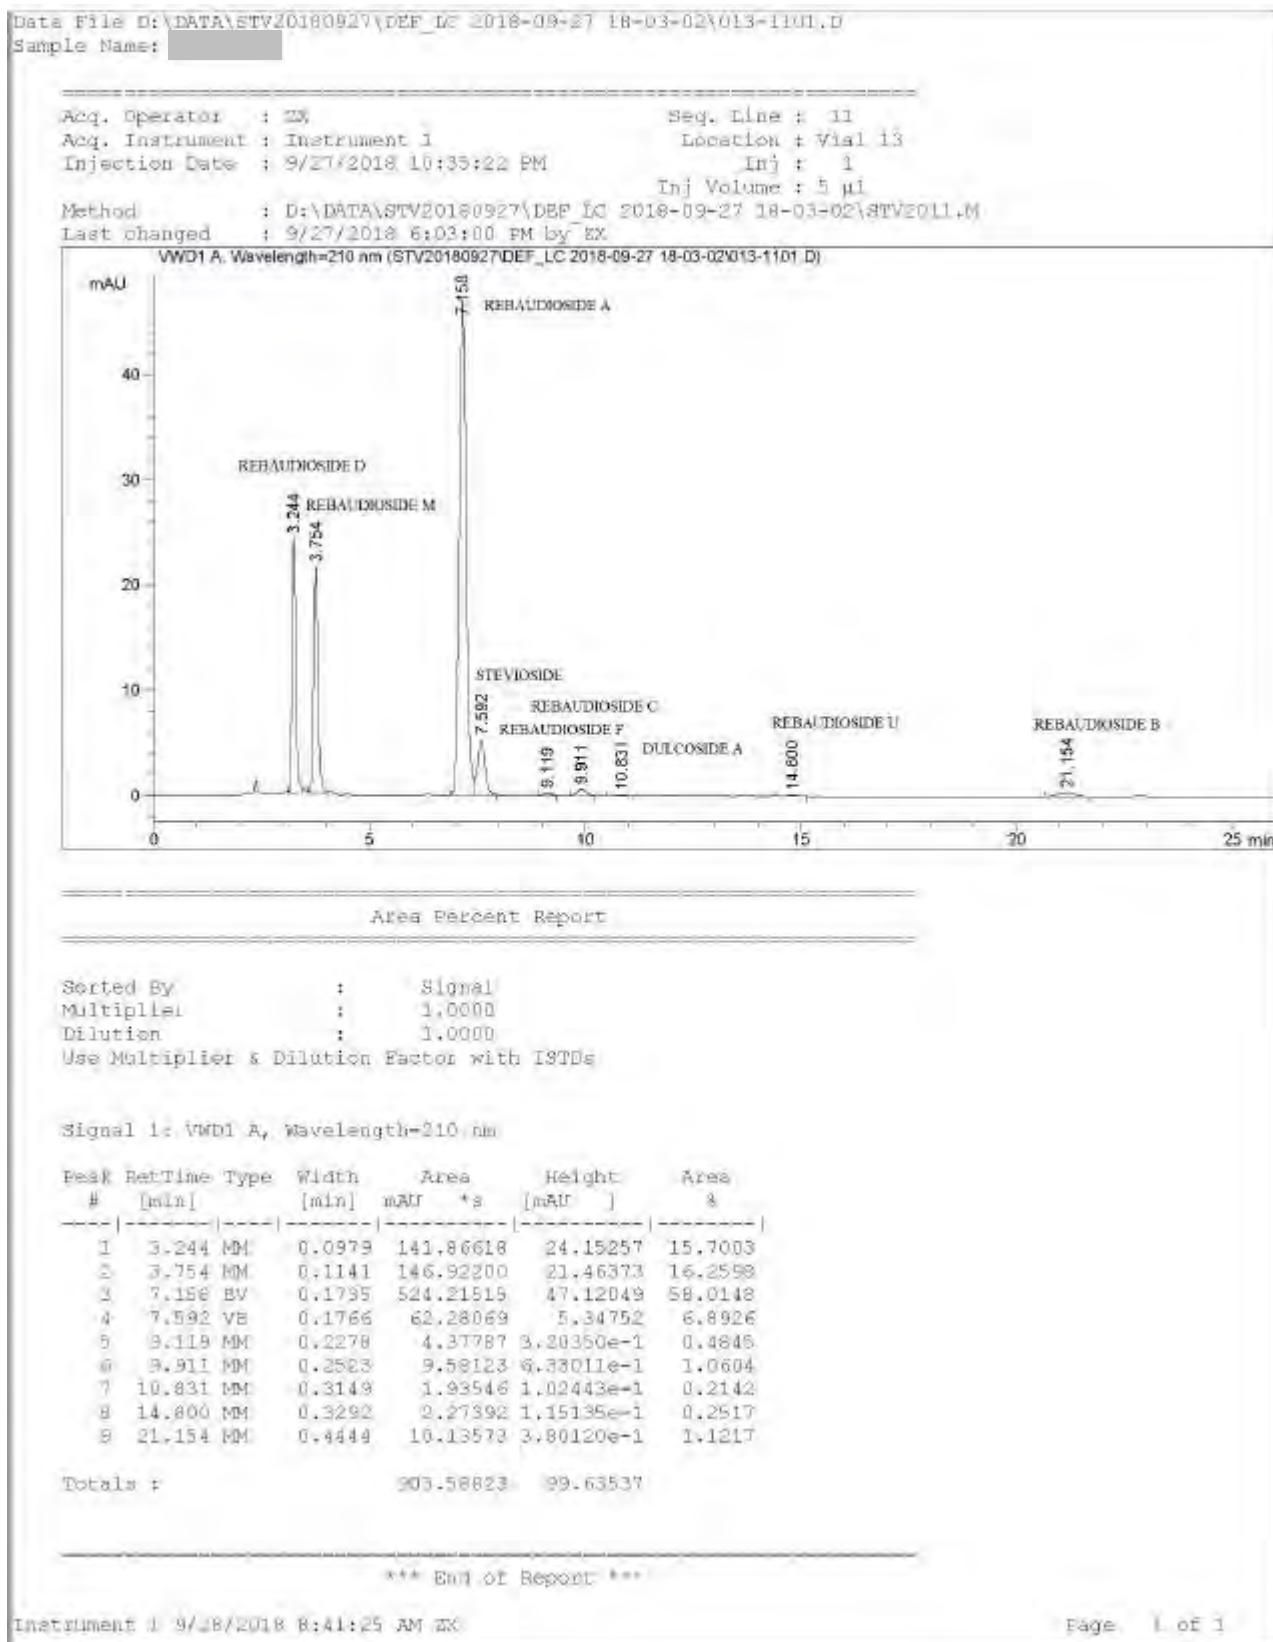 Data File D:\DATA\STV20180927\DEF_LC 2018-09-27 18-03-02\013-1101.D
Sample Name:
Acq. Operator : ZX Seq. Line : 11
Acq. Instrument : Instrument 1 Location : Vial 13
Injection Date : 9/27/2018 10:35:22 PM Inj : 1
Inj Volume : 5 µl
Method : D:\DATA\STV20180927\DEF_LC 2018-09-27 18-03-02\STV2011.M
Last changed : 9/27/2018 6:03:00 PM by ZX
VWD1 A, Wavelength=210 nm (STV20180927\DEF_LC 2018-09-27 18-03-02\013-1101.D)
mAU
7.158
REBAUDIOSIDE A
40
REBAUDIOSIDE D
30
3.244
REBAUDIOSIDE M
3.754
20
STEVIOSIDE
10
7.592
REBAUDIOSIDE C
REBAUDIOSIDE F
REBAUDIOSIDE U
REBAUDIOSIDE B
DULCOSIDE A
9.119
9.911
10.831
14.800
21.154
0
0 5 10 15 20 25 min
Area Percent Report
Sorted By : Signal
Multiplier : 1.0000
Dilution : 1.0000
Use Multiplier & Dilution Factor with ISTDs
Signal 1: VWD1 A, Wavelength=210 nm
Peak RetTime Type Width Area Height Area
# [min] [min] mAU *s [mAU ] %
1 3.244 MM 0.0979 141.86618 24.15257 15.7003
2 3.754 MM 0.1141 146.92200 21.46373 16.2598
3 7.158 BV 0.1735 524.21515 47.12049 58.0148
4 7.592 VB 0.1766 62.28069 5.34752 6.8926
5 9.119 MM 0.2278 4.37787 3.20350e-1 0.4845
6 9.911 MM 0.2523 9.58123 6.33011e-1 1.0604
7 10.831 MM 0.3149 1.93546 1.02443e-1 0.2142
8 14.800 MM 0.3292 2.27392 1.15135e-1 0.2517
9 21.154 MM 0.4444 10.13573 3.80120e-1 1.1217
Totals : 903.58823 99.63537
*** End of Report ***
Instrument 1 9/28/2018 8:41:25 AM ZX Page 1 of 1